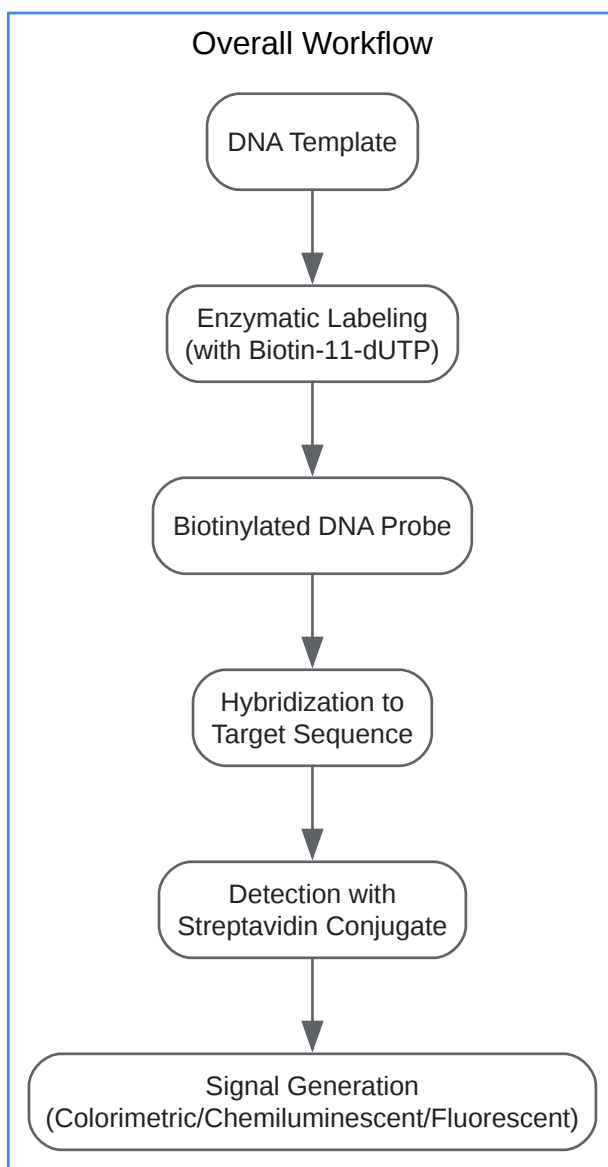 Overall Workflow
DNA Template
Enzymatic Labeling
(with Biotin-11-dUTP)
Biotinylated DNA Probe
Hybridization to
Target Sequence
Detection with
Streptavidin Conjugate
Signal Generation
(Colorimetric/Chemiluminescent/Fluorescent)